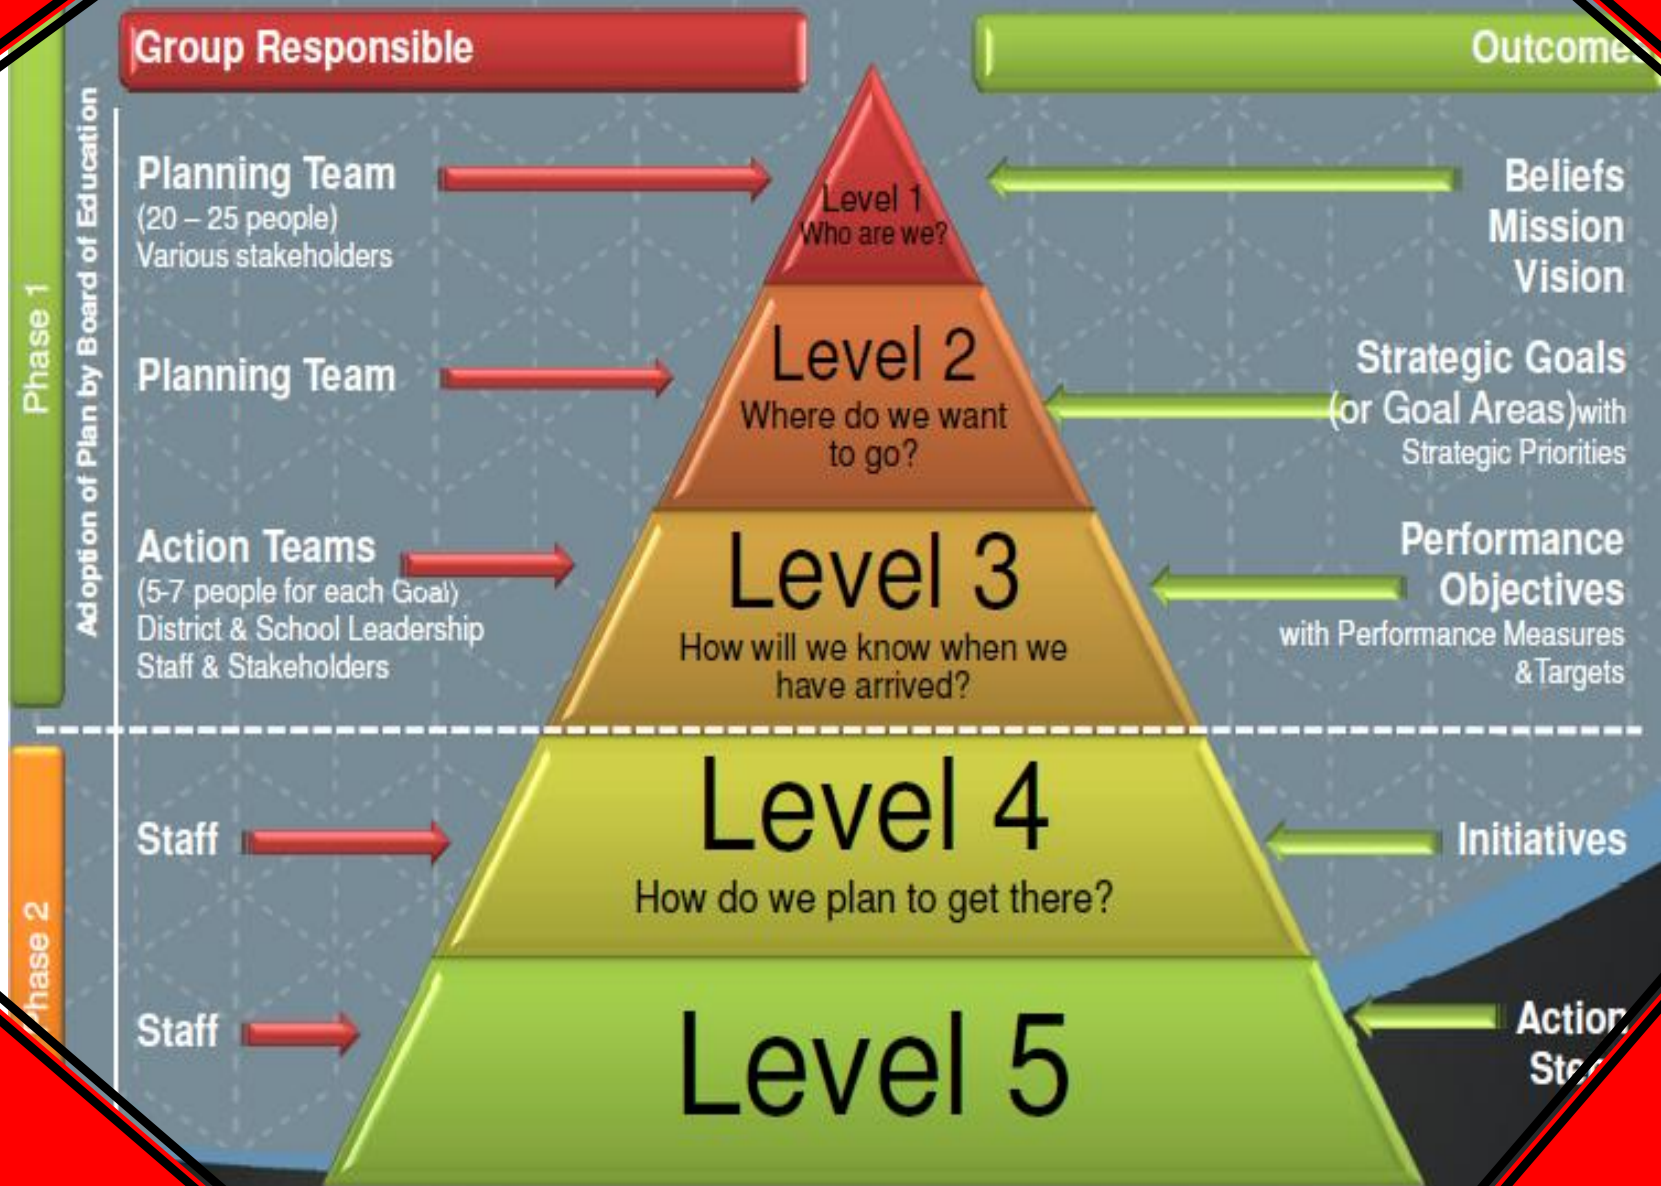 Group Responsible
Phase 1
Adoption of Plan by Board of Education
Planning Team
(20 – 25 people)
Various stakeholders
Level 1
Who are we?
Beliefs
Mission
Vision
Planning Team
Level 2
Where do we want
to go?
Strategic Goals
(or Goal Areas)with
Strategic Priorities
Action Teams
(5-7 people for each Goal)
District & School Leadership
Staff & Stakeholders
Level 3
How will we know when we
have arrived?
Performance
Objectives
with Performance Measures
&Targets
Phase 2
Staff
Level 4
How do we plan to get there?
Initiatives
Staff
Level 5
Action